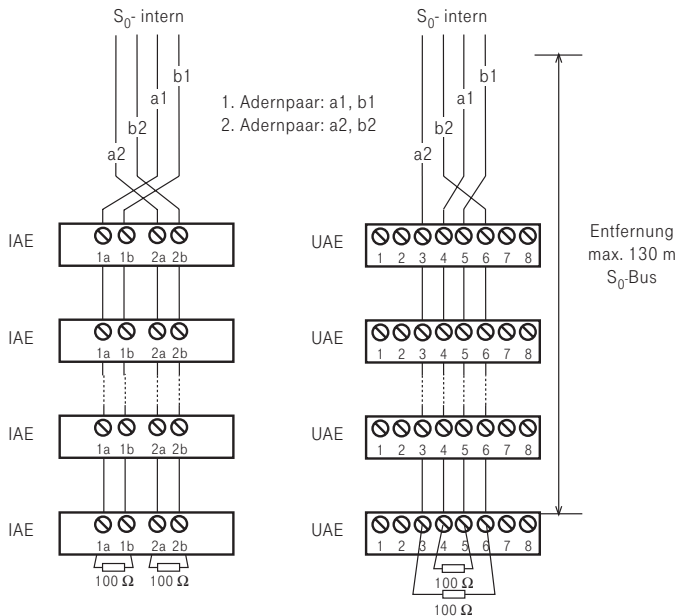 S0- intern
S0- intern
b1
a1
b2
a2
b1
a1
b2
a2
1. Adernpaar: a1, b1
2. Adernpaar: a2, b2
IAE
1a 1b 2a 2b
UAE
1 2 3 4 5 6 7 8
Entfernung
max. 130 m
S0-Bus
IAE
1a 1b 2a 2b
UAE
1 2 3 4 5 6 7 8
IAE
1a 1b 2a 2b
UAE
1 2 3 4 5 6 7 8
IAE
1a 1b 2a 2b
100 Ω 100 Ω
UAE
1 2 3 4 5 6 7 8
100 Ω
100 Ω